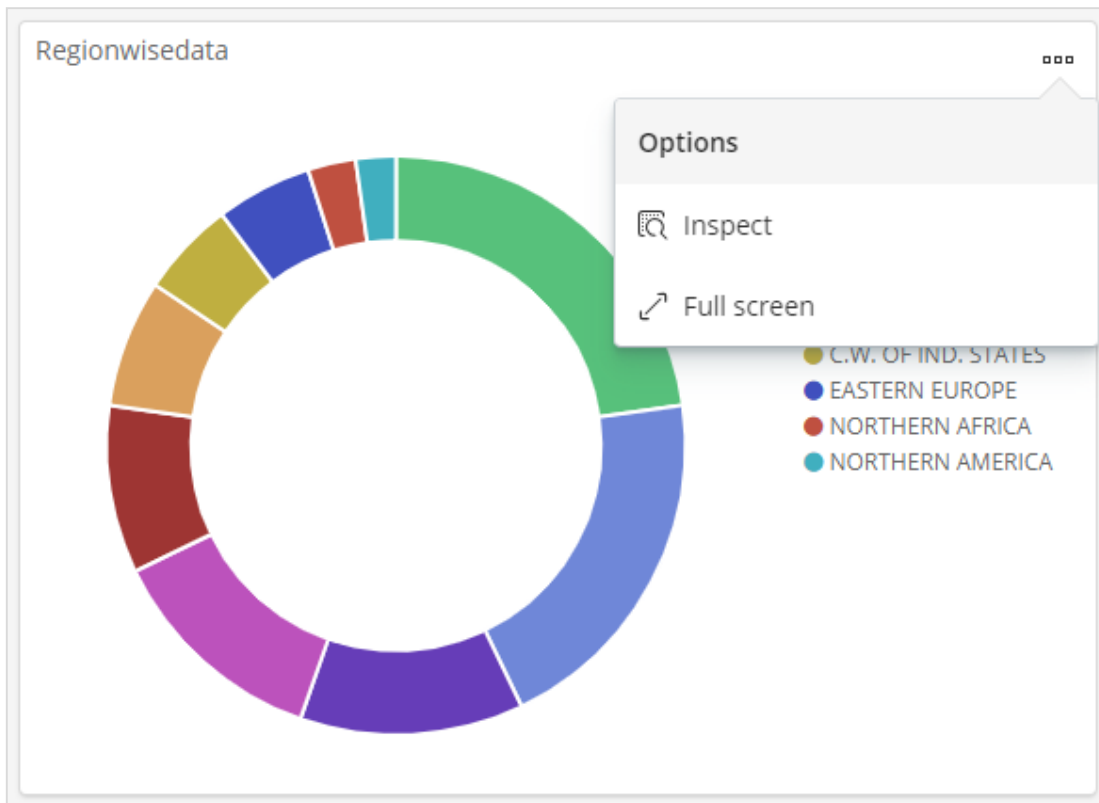 Regionwisedata
Options
Inspect
Full screen
C.W. OF IND. STATES
EASTERN EUROPE
NORTHERN AFRICA
NORTHERN AMERICA